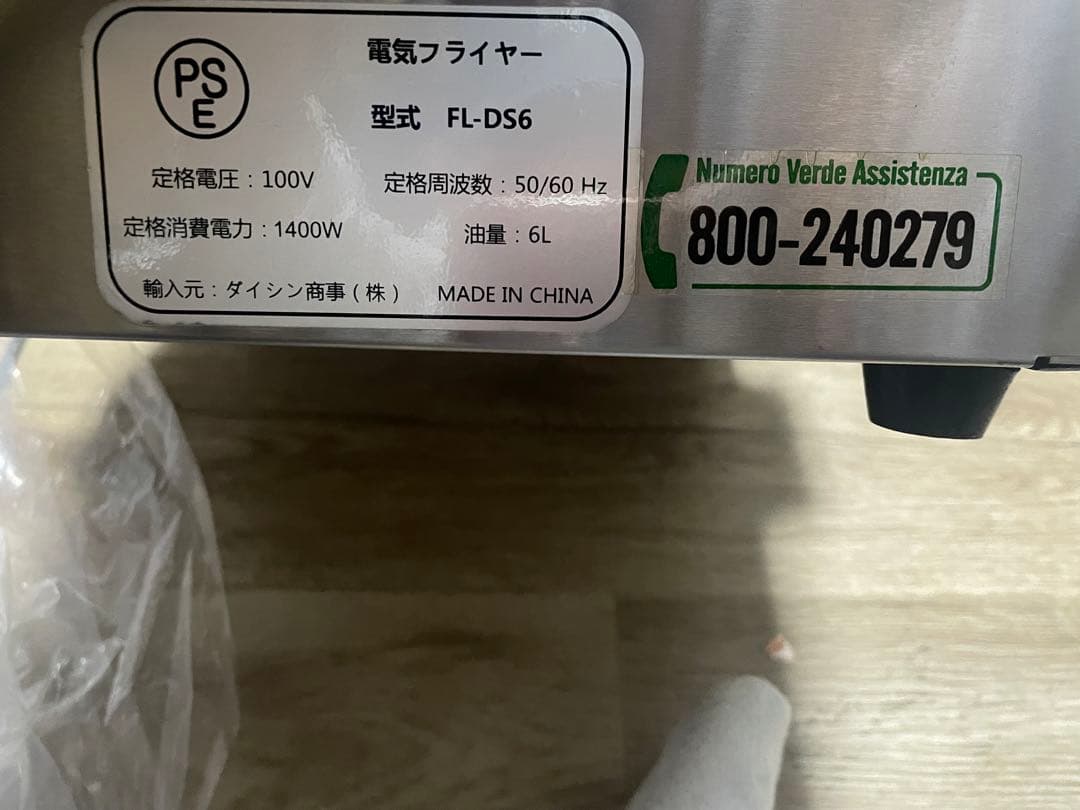 PSE
電気フライヤー
型式 FL-DS6
定格電圧：100V 定格周波数：50/60 Hz
定格消費電力：1400W 油量：6L
輸入元：ダイシン商事（株） MADE IN CHINA
Numero Verde Assistenza
800-240279